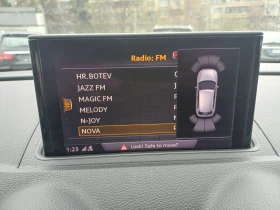 Radio: FM
HR.BOTEV
JAZZ FM
MAGIC FM
MELODY
N-JOY
NOVA
1:23
Look! Safe to move?